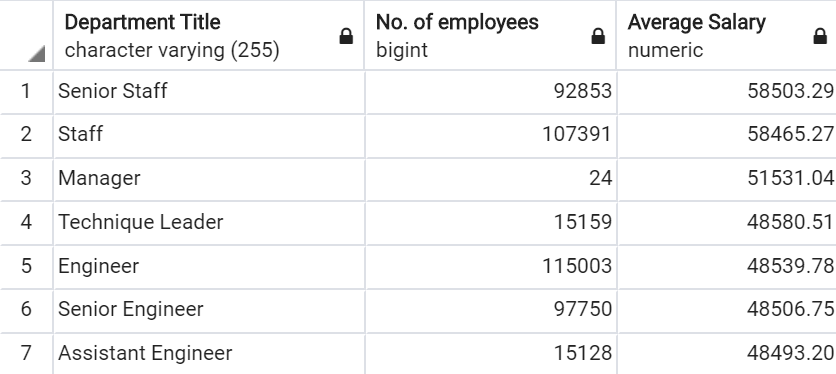 Department Title No. of employees Average Salary
character varying (255) bigint numeric
1 Senior Staff 92853 58503.29
2 Staff 107391 58465.27
3 Manager 24 51531.04
4 Technique Leader 15159 48580.51
5 Engineer 115003 48539.78
6 Senior Engineer 97750 48506.75
7 Assistant Engineer 15128 48493.20